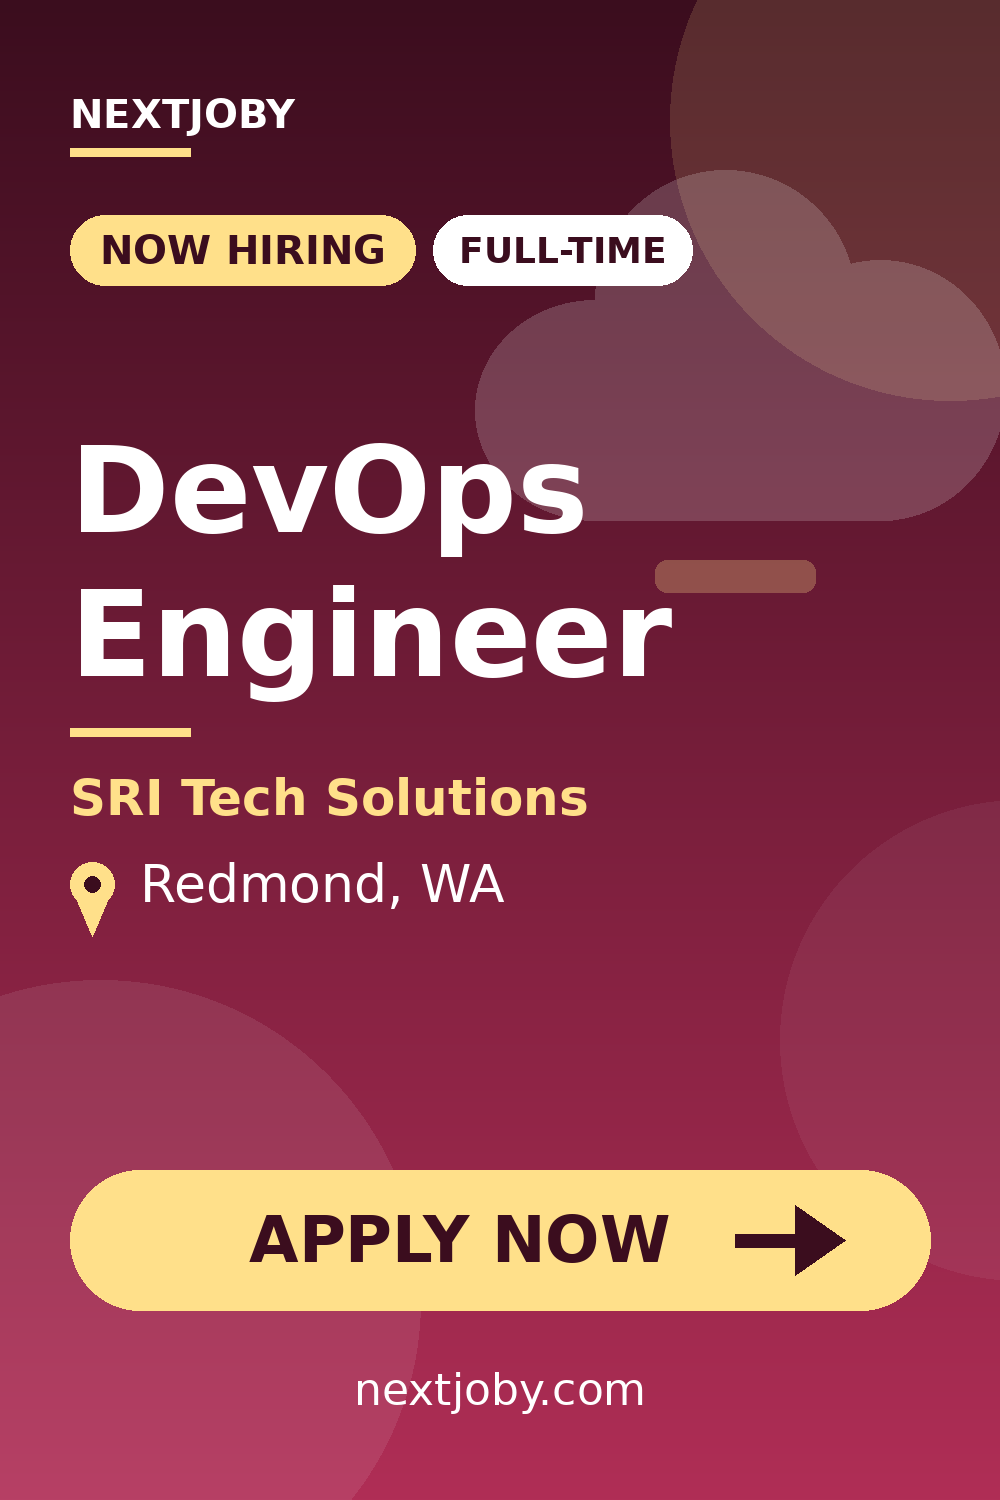 NEXTJOBY
NOW HIRING FULL-TIME
DevOps
Engineer
SRI Tech Solutions
Redmond, WA
APPLY NOW
nextjoby.com